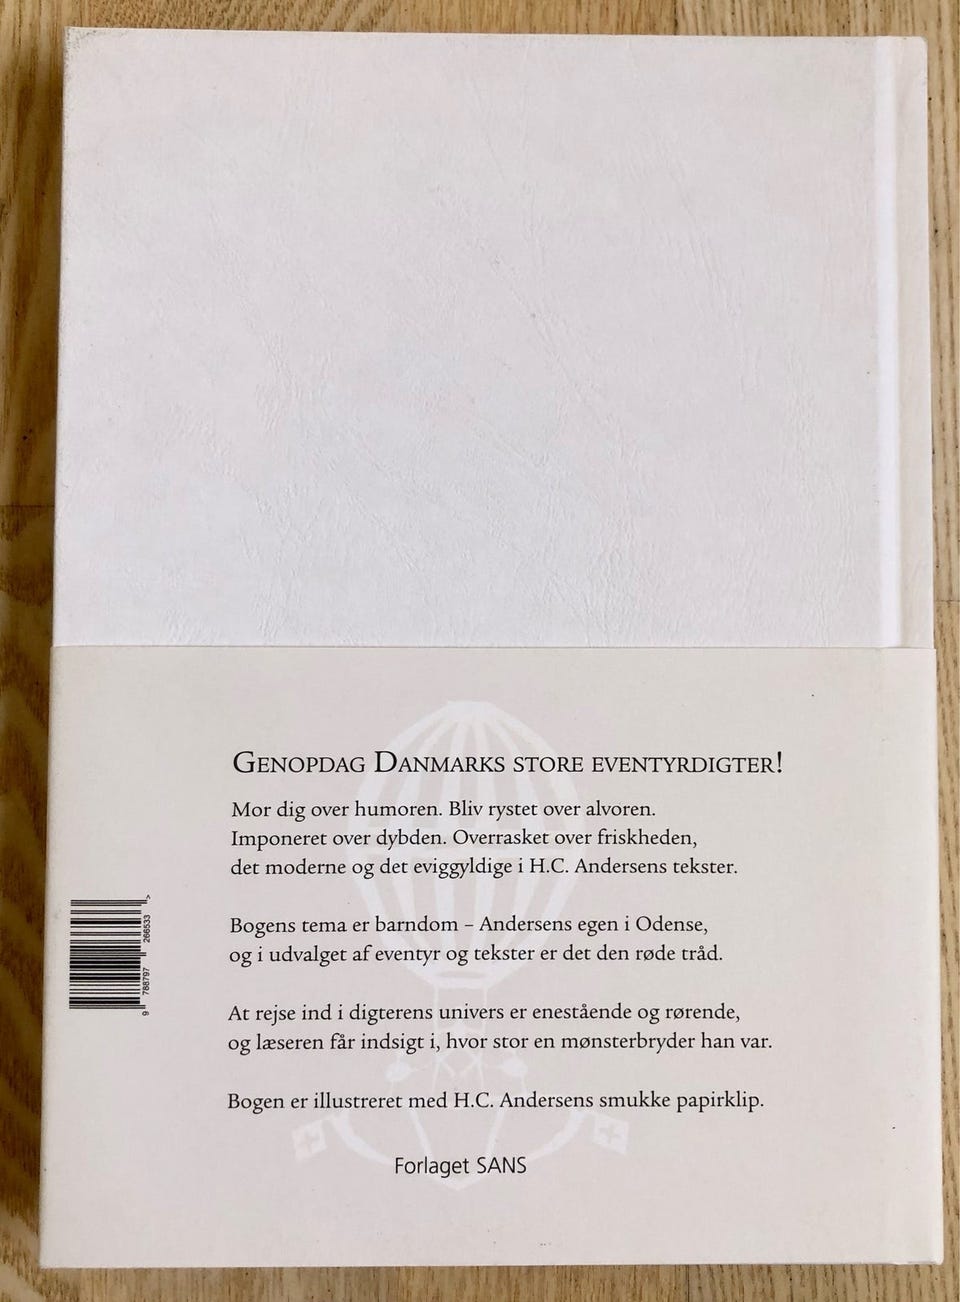 GENOPDAG DANMARKS STORE EVENTYRDIGTER!
Mor dig over humoren. Bliv rystet over alvoren.
Imponeret over dybden. Overrasket over friskheden,
det moderne og det eviggyldige i H.C. Andersens tekster.
Bogens tema er barndom – Andersens egen i Odense,
og i udvalget af eventyr og tekster er det den røde tråd.
At rejse ind i digterens univers er enestående og rørende,
og læseren får indsigt i, hvor stor en mønsterbryder han var.
Bogen er illustreret med H.C. Andersens smukke papirklip.
Forlaget SANS
9 788797 266533 >